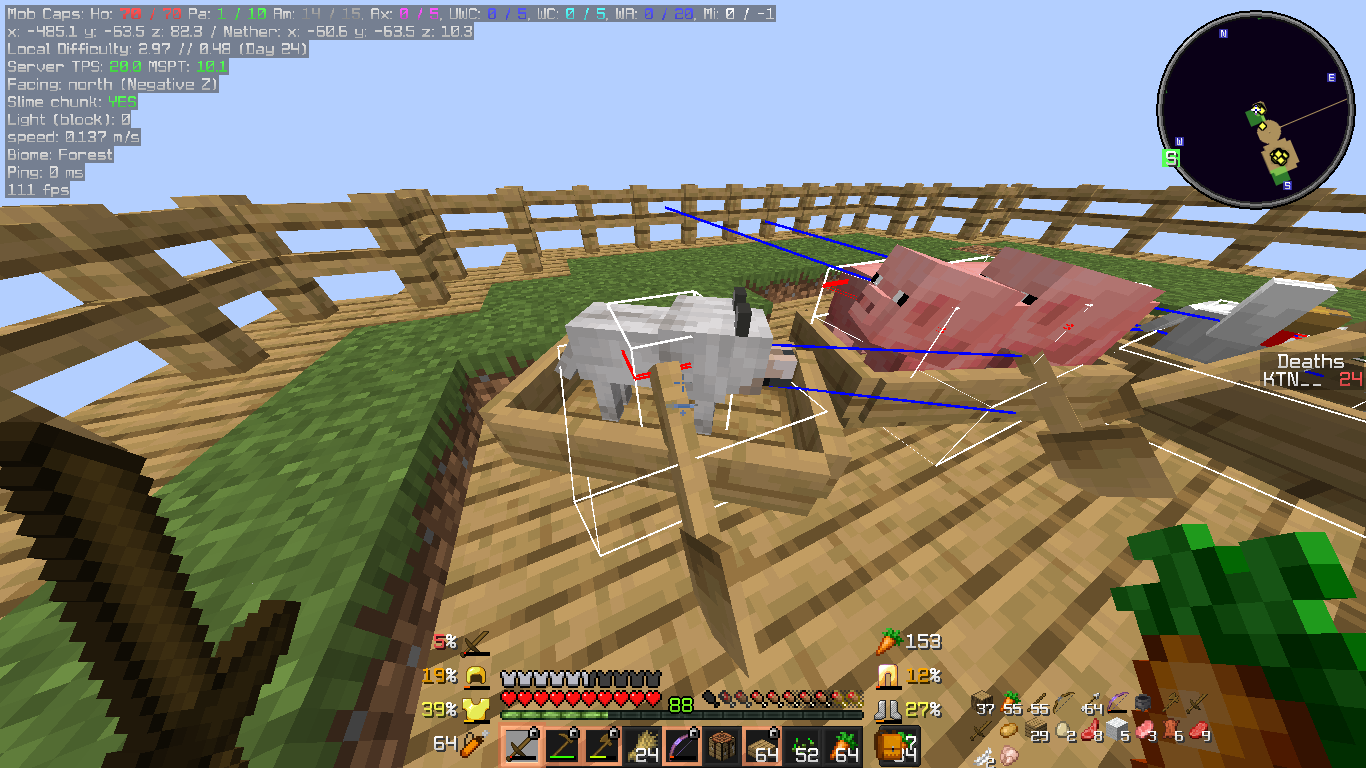 Mob Caps: Ho: 70 / 70 Pa: 1 / 10 Am: 14 / 15, Ax: 0 / 5, UWC: 0 / 5, WC: 0 / 5, WA: 0 / 20, Mi: 0 / -1
x: -485.1 y: -63.5 z: 82.3 / Nether: x: -60.6 y: -63.5 z: 10.3
Local Difficulty: 2.97 // 0.48 (Day 24)
Server TPS: 20.0 MSPT: 10.1
Facing: north (Negative Z)
Slime chunk: YES
Light (block): 0
speed: 0.137 m/s
Biome: Forest
Ping: 0 ms
111 fps
N
E
W
S
S
Deaths
KTN__ 24
5%
153
19%
12%
39%
88
27%
64
24
64
52
64
37 55 55 64
29 2 8 5 3 6 9
2